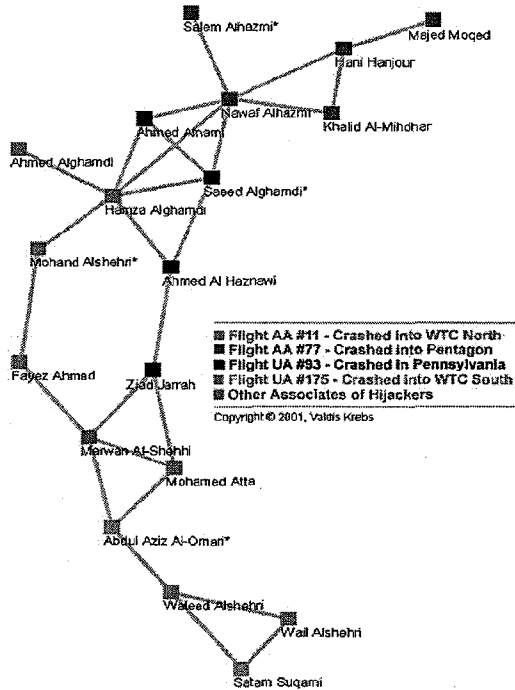 Salem Alhazmi*
Majed Moqed
Hani Hanjour
Nawaf Alhazmi
Khalid Al-Mihdhar
Ahmed Alnami
Ahmed Alghamdi
Saeed Alghamdi*
Hamza Alghamdi
Mohand Alshehri*
Ahmed Al Haznawi
Flight AA #11 - Crashed into WTC North
Flight AA #77 - Crashed into Pentagon
Flight UA #93 - Crashed in Pennsylvania
Flight UA #175 - Crashed into WTC South
Other Associates of Hijackers
Copyright © 2001, Valdis Krebs
Fayez Ahmad
Ziad Jarrah
Marwan Al-Shehhi
Mohamed Atta
Abdul Aziz Al-Omari*
Waleed Alshehri
Wail Alshehri
Satam Suqami